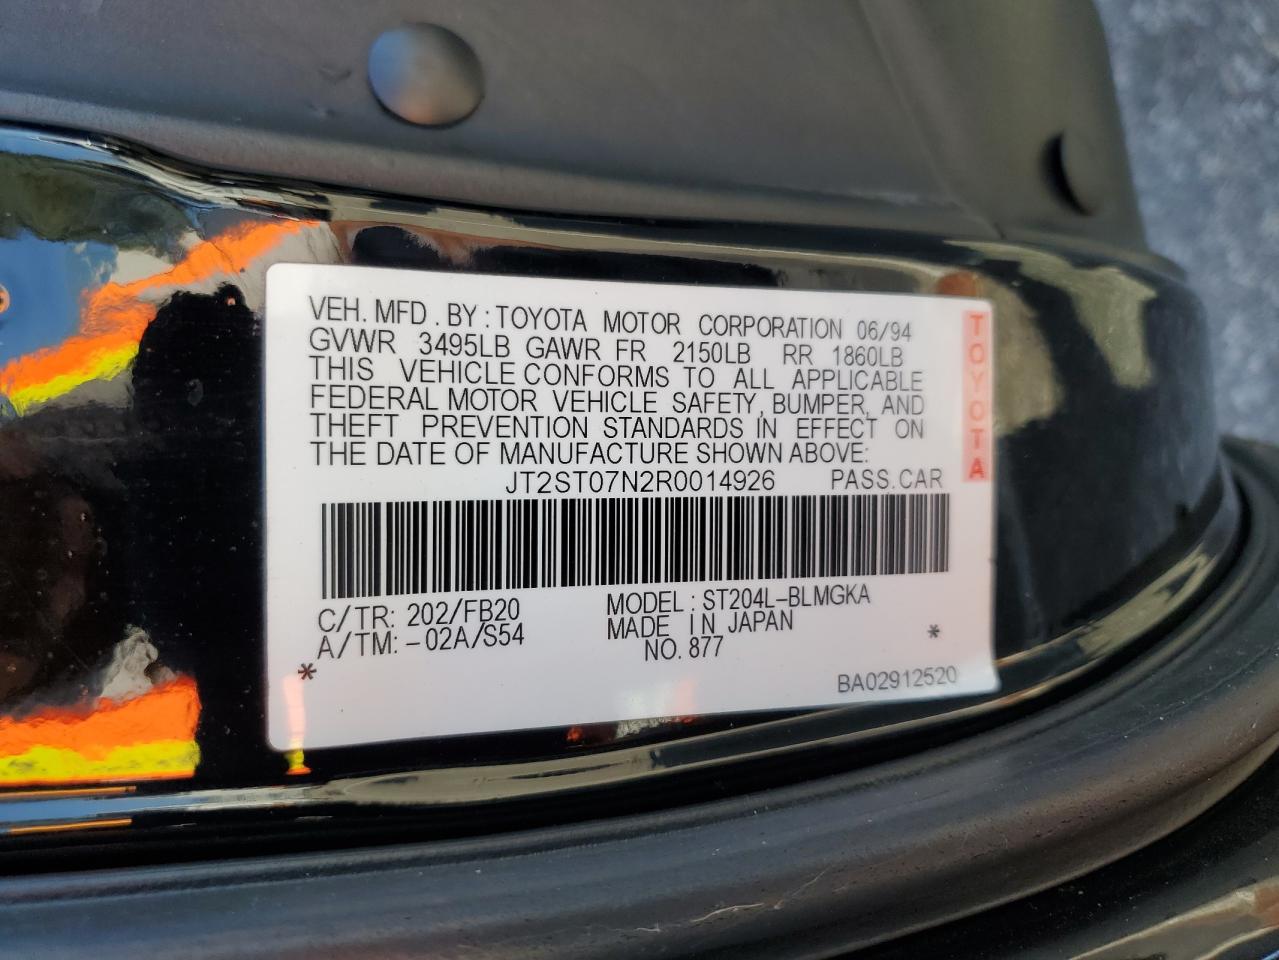 VEH. MFD. BY: TOYOTA MOTOR CORPORATION 06/94
GVWR 3495LB GAWR FR 2150LB RR 1860LB
THIS VEHICLE CONFORMS TO ALL APPLICABLE
FEDERAL MOTOR VEHICLE SAFETY, BUMPER, AND
THEFT PREVENTION STANDARDS IN EFFECT ON
THE DATE OF MANUFACTURE SHOWN ABOVE:
JT2ST07N2R0014926 PASS. CAR
TOYOTA
C/TR: 202/FB20 MODEL: ST204L-BLMGKA
A/TM: -02A/S54 MADE IN JAPAN
NO. 877
* *
BA02912520